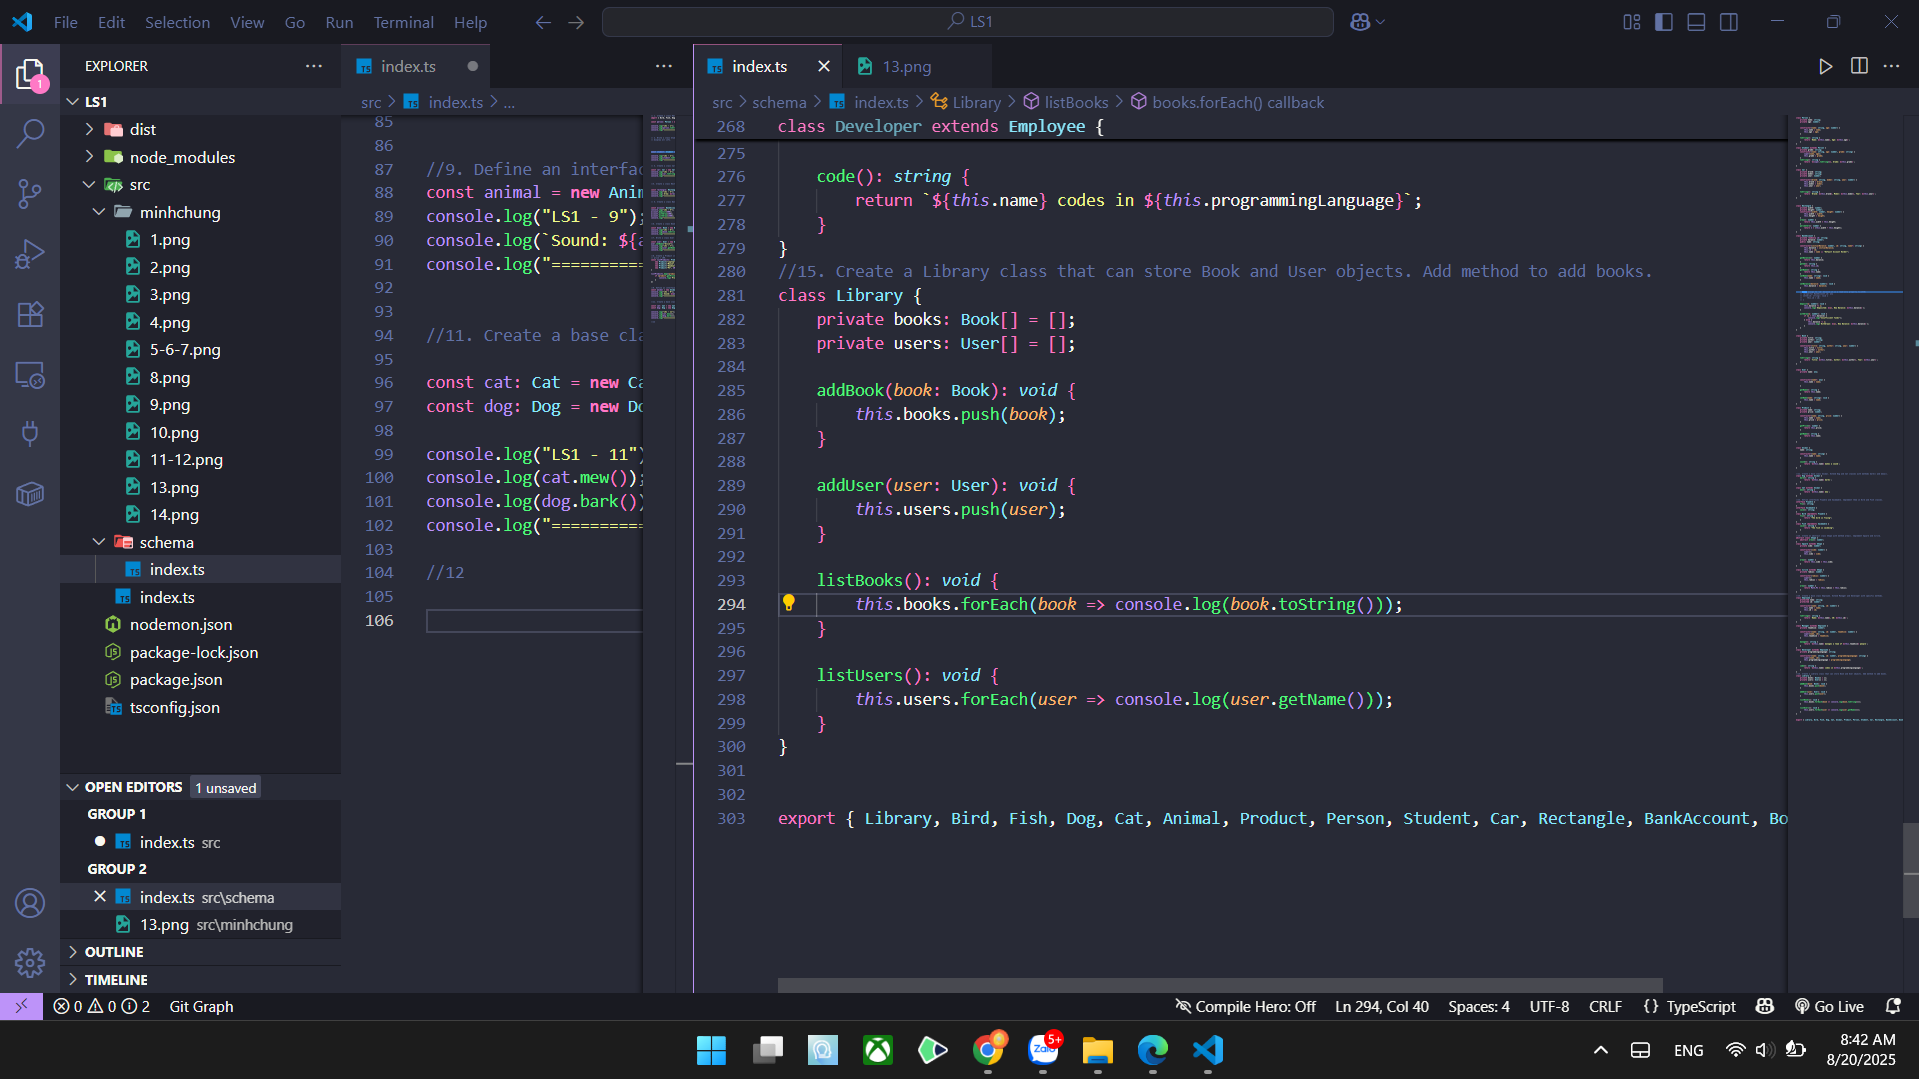 File Edit Selection View Go Run Terminal Help
LS1
EXPLORER
LS1
dist
node_modules
src
minhchung
1.png
2.png
3.png
4.png
5-6-7.png
8.png
9.png
10.png
11-12.png
13.png
14.png
schema
index.ts
index.ts
nodemon.json
package-lock.json
package.json
tsconfig.json
OPEN EDITORS 1 unsaved
GROUP 1
index.ts src
GROUP 2
index.ts src\schema
13.png src\minhchung
OUTLINE
TIMELINE
index.ts
src > index.ts > ...
85
86
87 //9. Define an interfac
88 const animal = new Anim
89 console.log("LS1 - 9");
90 console.log(`Sound: ${a
91 console.log("==========
92
93
94 //11. Create a base cla
95
96 const cat: Cat = new Ca
97 const dog: Dog = new Do
98
99 console.log("LS1 - 11")
100 console.log(cat.mew());
101 console.log(dog.bark())
102 console.log("==========
103
104 //12
105
106
index.ts 13.png
src > schema > index.ts > Library > listBooks > books.forEach() callback
268 class Developer extends Employee {
275
276 code(): string {
277 return `${this.name} codes in ${this.programmingLanguage}`;
278 }
279 }
280 //15. Create a Library class that can store Book and User objects. Add method to add books.
281 class Library {
282 private books: Book[] = [];
283 private users: User[] = [];
284
285 addBook(book: Book): void {
286 this.books.push(book);
287 }
288
289 addUser(user: User): void {
290 this.users.push(user);
291 }
292
293 listBooks(): void {
294 this.books.forEach(book => console.log(book.toString()));
295 }
296
297 listUsers(): void {
298 this.users.forEach(user => console.log(user.getName()));
299 }
300 }
301
302
303 export { Library, Bird, Fish, Dog, Cat, Animal, Product, Person, Student, Car, Rectangle, BankAccount, Bo
0 0 2 Git Graph
Compile Hero: Off Ln 294, Col 40 Spaces: 4 UTF-8 CRLF {} TypeScript Go Live
Zalo 5+
ENG
8:42 AM
8/20/2025